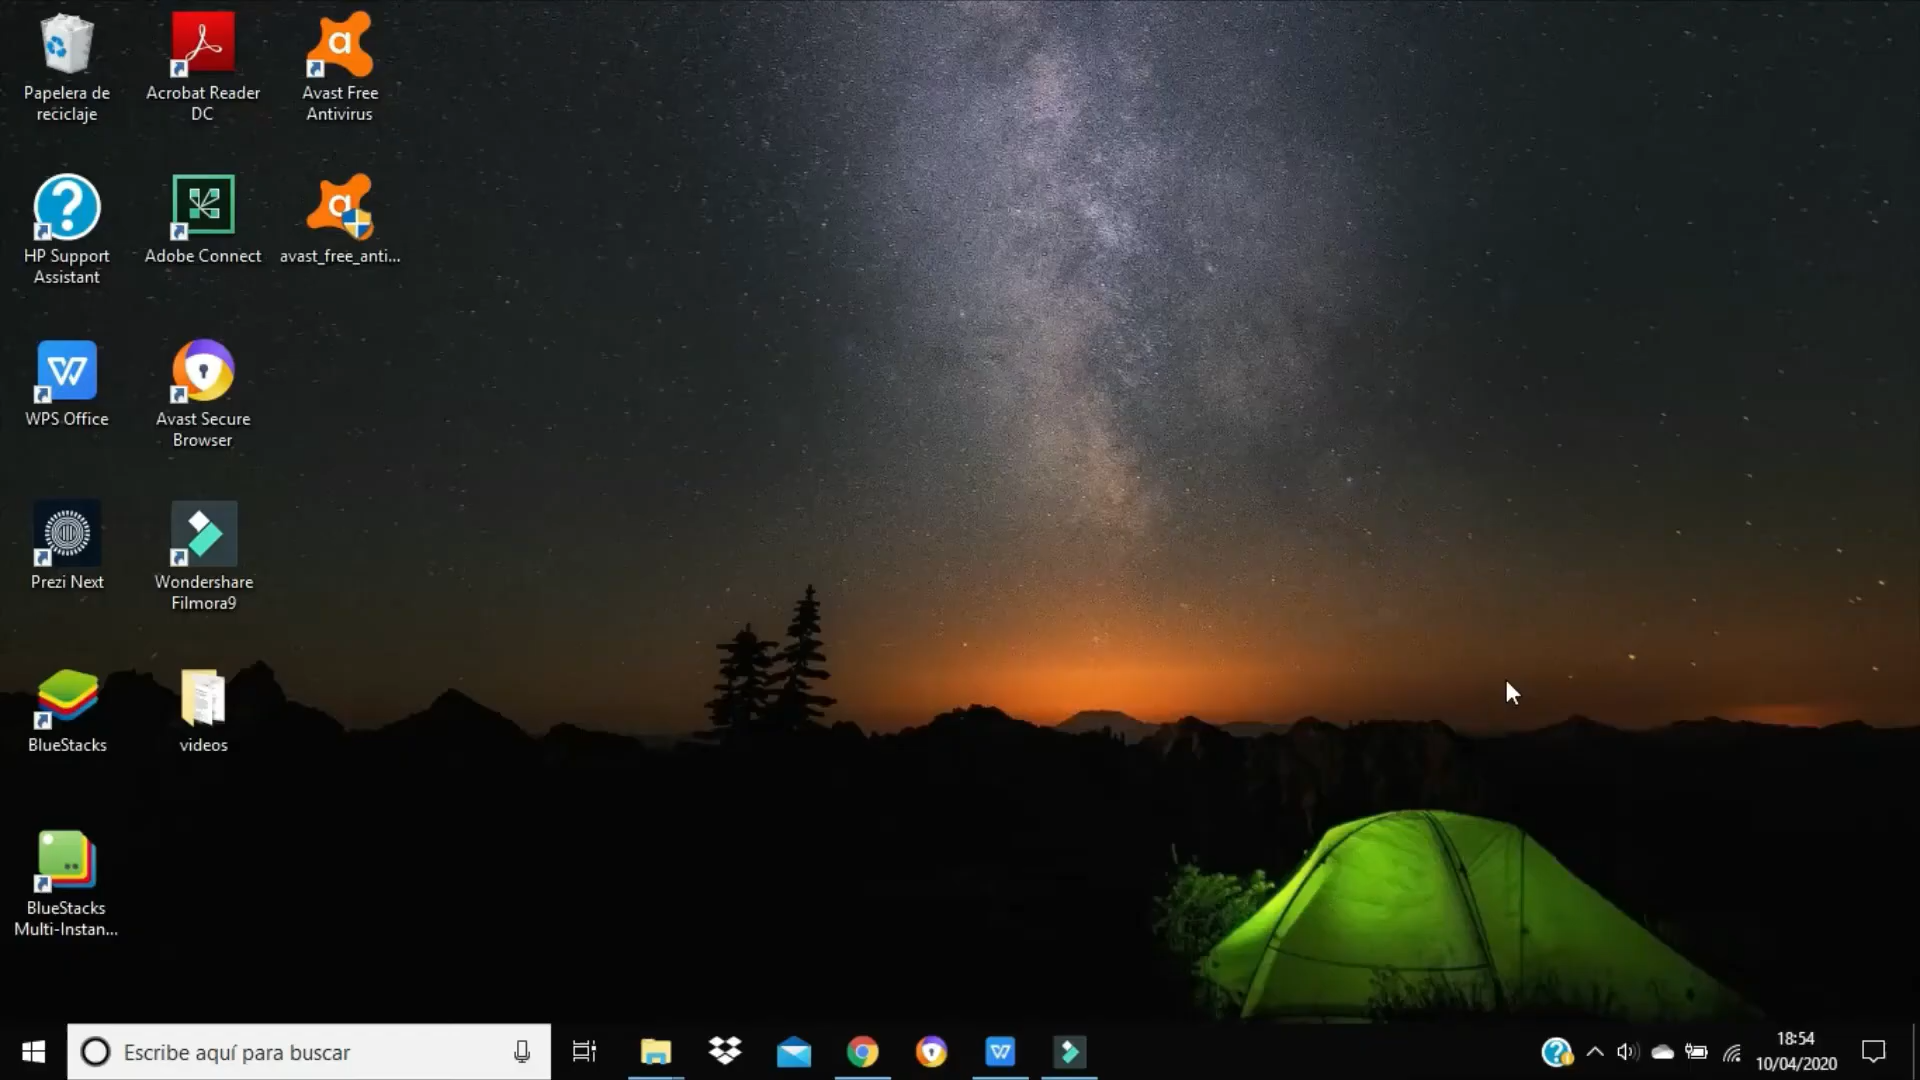 Papelera de
reciclaje
Acrobat Reader
DC
Avast Free
Antivirus
HP Support
Assistant
Adobe Connect
avast_free_anti...
WPS Office
Avast Secure
Browser
Prezi Next
Wondershare
Filmora9
BlueStacks
videos
BlueStacks
Multi-Instan...
Escribe aquí para buscar
18:54
10/04/2020